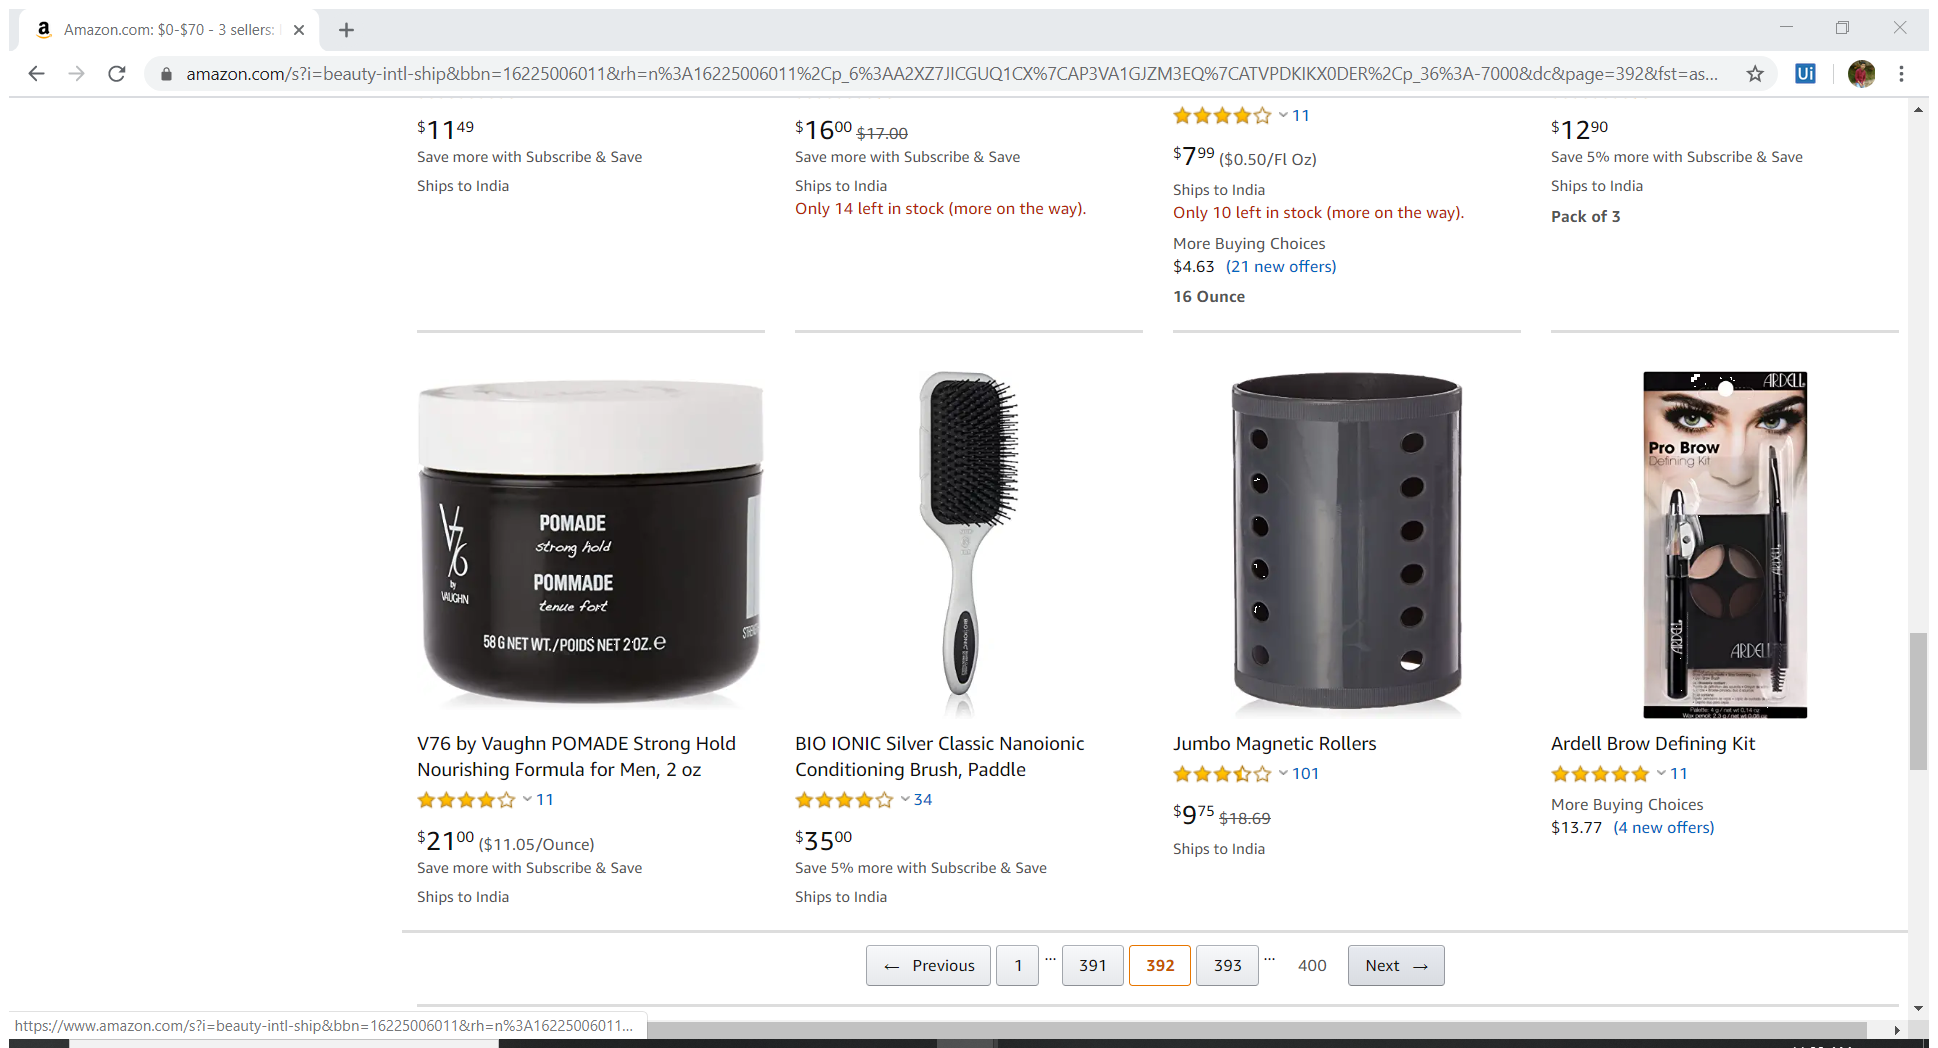 Amazon.com: $0-$70 - 3 sellers:
amazon.com/s?i=beauty-intl-ship&bbn=16225006011&rh=n%3A16225006011%2Cp_6%3AA2XZ7JICGUQ1CX%7CAP3VA1GJZM3EQ%7CATVPDKIKX0DER%2Cp_36%3A-7000&dc&page=392&fst=as...
Ui
$11.49
Save more with Subscribe & Save
Ships to India
$16.00 $17.00
Save more with Subscribe & Save
Ships to India
Only 14 left in stock (more on the way).
11
$7.99 ($0.50/Fl Oz)
Ships to India
Only 10 left in stock (more on the way).
More Buying Choices
$4.63 (21 new offers)
16 Ounce
$12.90
Save 5% more with Subscribe & Save
Ships to India
Pack of 3
V76
by
VAUGHN
POMADE
strong hold
POMMADE
tenue fort
58 G NET WT./POIDS NET 2 OZ. e
BIO IONIC
ARDELL
Pro Brow
Defining Kit
ARDELL
ARDELL
ARDELL
V76 by Vaughn POMADE Strong Hold
Nourishing Formula for Men, 2 oz
11
$21.00 ($11.05/Ounce)
Save more with Subscribe & Save
Ships to India
BIO IONIC Silver Classic Nanoionic
Conditioning Brush, Paddle
34
$35.00
Save 5% more with Subscribe & Save
Ships to India
Jumbo Magnetic Rollers
101
$9.75 $18.69
Ships to India
Ardell Brow Defining Kit
11
More Buying Choices
$13.77 (4 new offers)
← Previous 1 ... 391 392 393 ... 400 Next →
https://www.amazon.com/s?i=beauty-intl-ship&bbn=16225006011&rh=n%3A16225006011...